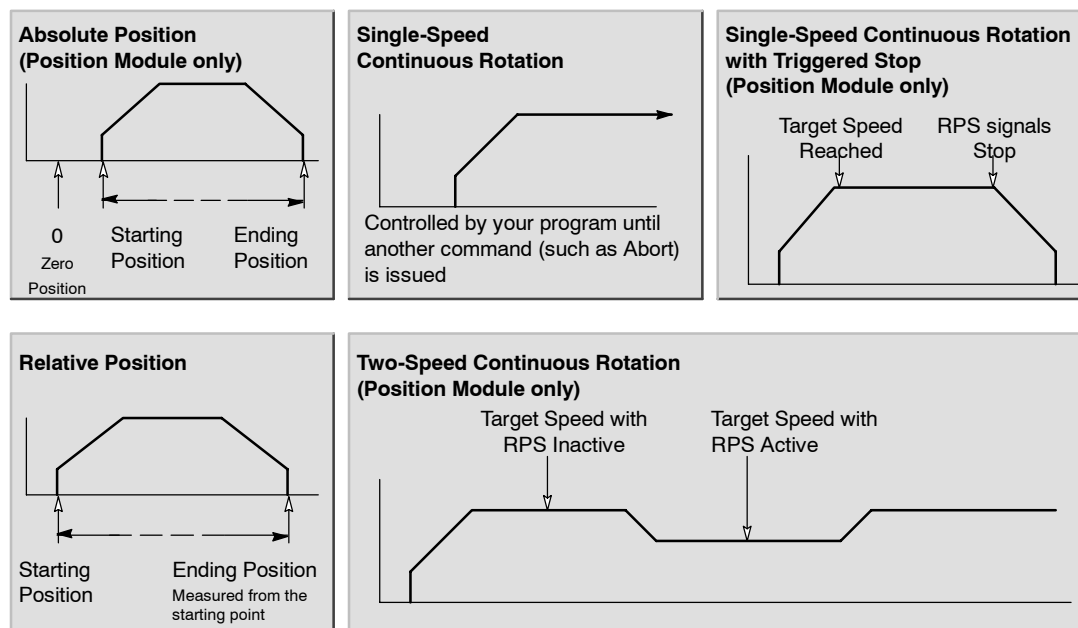 Absolute Position
(Position Module only)
0
Zero
Position
Starting
Position
Ending
Position
Single-Speed
Continuous Rotation
Controlled by your program until
another command (such as Abort)
is issued
Single-Speed Continuous Rotation
with Triggered Stop
(Position Module only)
Target Speed
Reached
RPS signals
Stop
Relative Position
Starting
Position
Ending Position
Measured from the
starting point
Two-Speed Continuous Rotation
(Position Module only)
Target Speed with
RPS Inactive
Target Speed with
RPS Active